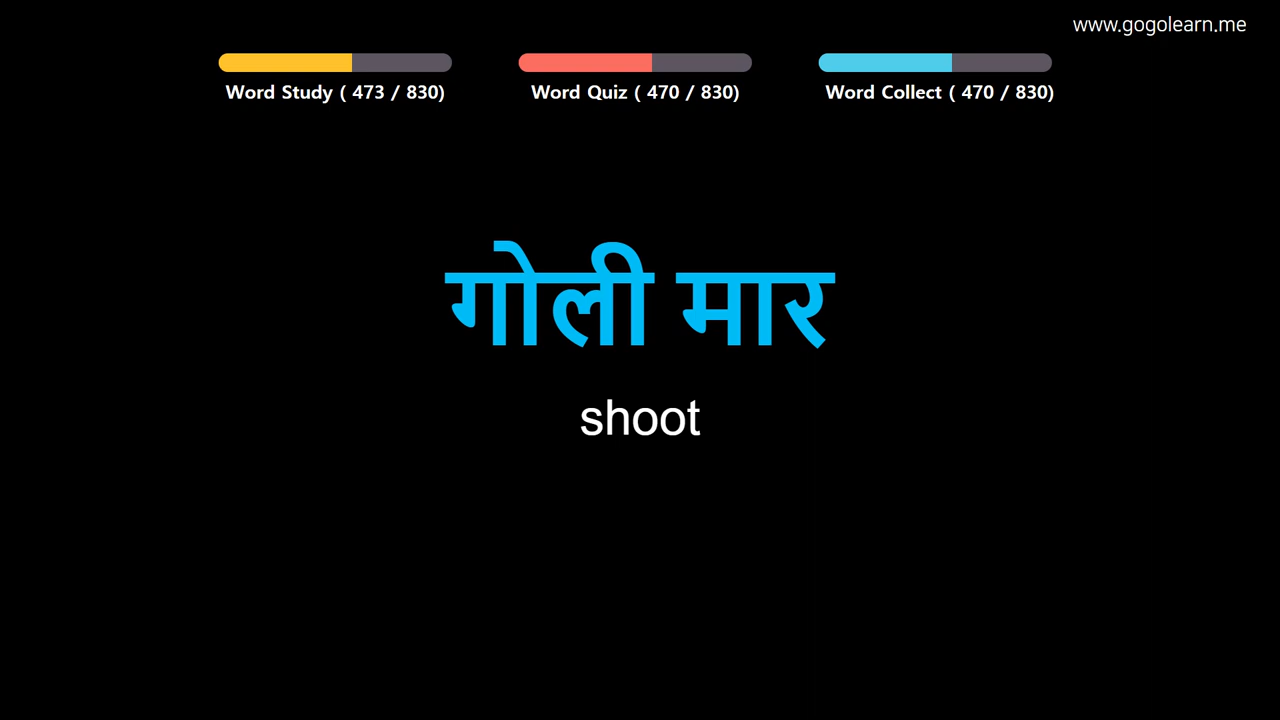 www.gogolearn.me
Word Study ( 473 / 830)
Word Quiz ( 470 / 830)
Word Collect ( 470 / 830)
गोली मार
shoot